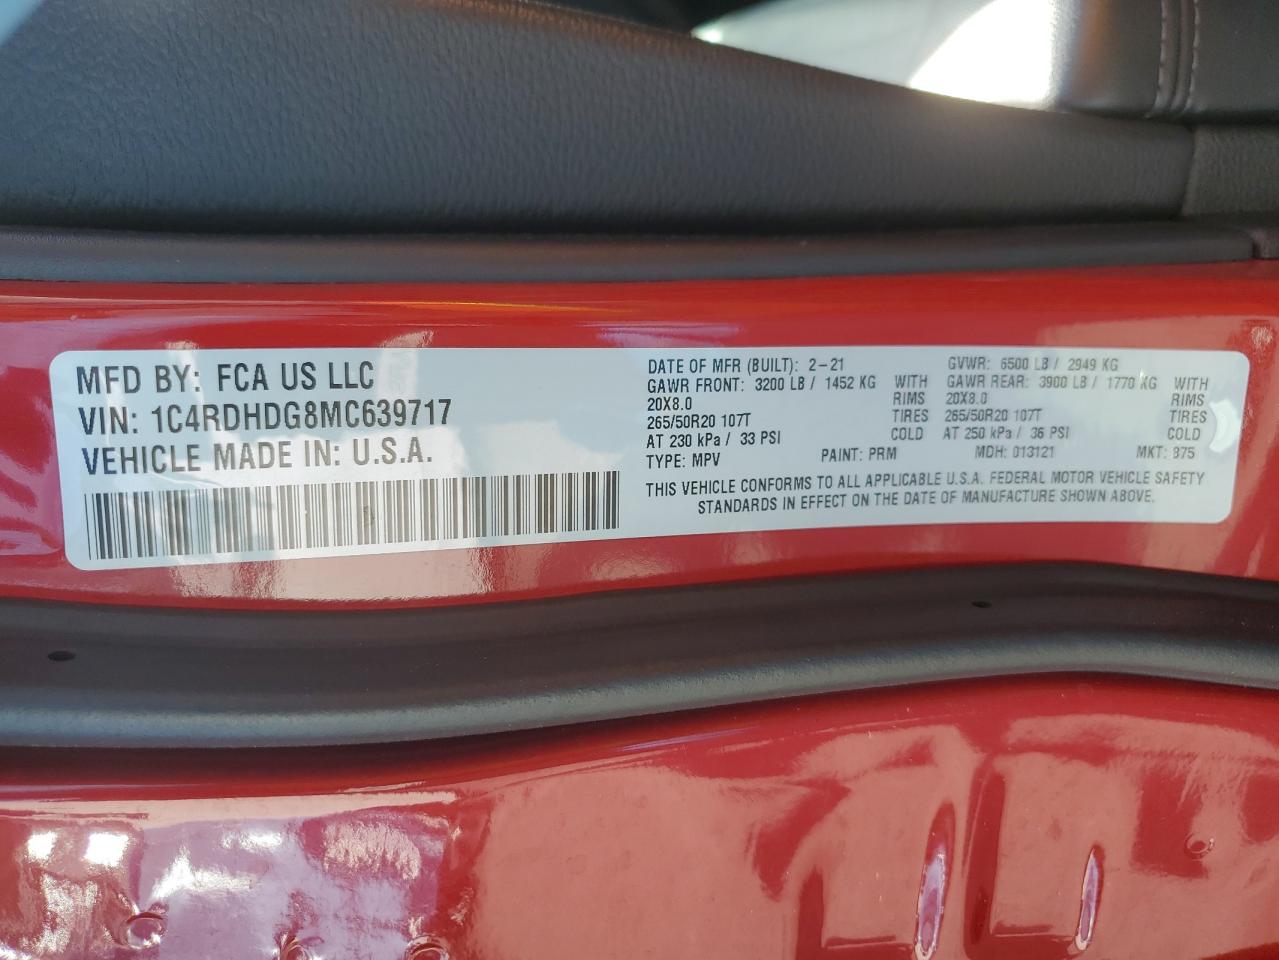 MFD BY: FCA US LLC
VIN: 1C4RDHDG8MC639717
VEHICLE MADE IN: U.S.A.
DATE OF MFR (BUILT): 2-21 GVWR: 6500 LB / 2949 KG
GAWR FRONT: 3200 LB / 1452 KG WITH GAWR REAR: 3900 LB / 1770 KG WITH
20X8.0 RIMS 20X8.0 RIMS
265/50R20 107T TIRES 265/50R20 107T TIRES
AT 230 kPa / 33 PSI COLD AT 250 kPa / 36 PSI COLD
TYPE: MPV PAINT: PRM MDH: 013121 MKT: 875
THIS VEHICLE CONFORMS TO ALL APPLICABLE U.S.A. FEDERAL MOTOR VEHICLE SAFETY
STANDARDS IN EFFECT ON THE DATE OF MANUFACTURE SHOWN ABOVE.